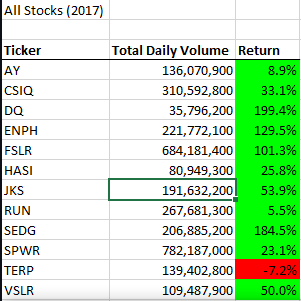 All Stocks (2017)
Ticker Total Daily Volume Return
AY 136,070,900 8.9%
CSIQ 310,592,800 33.1%
DQ 35,796,200 199.4%
ENPH 221,772,100 129.5%
FSLR 684,181,400 101.3%
HASI 80,949,300 25.8%
JKS 191,632,200 53.9%
RUN 267,681,300 5.5%
SEDG 206,885,200 184.5%
SPWR 782,187,000 23.1%
TERP 139,402,800 -7.2%
VSLR 109,487,900 50.0%